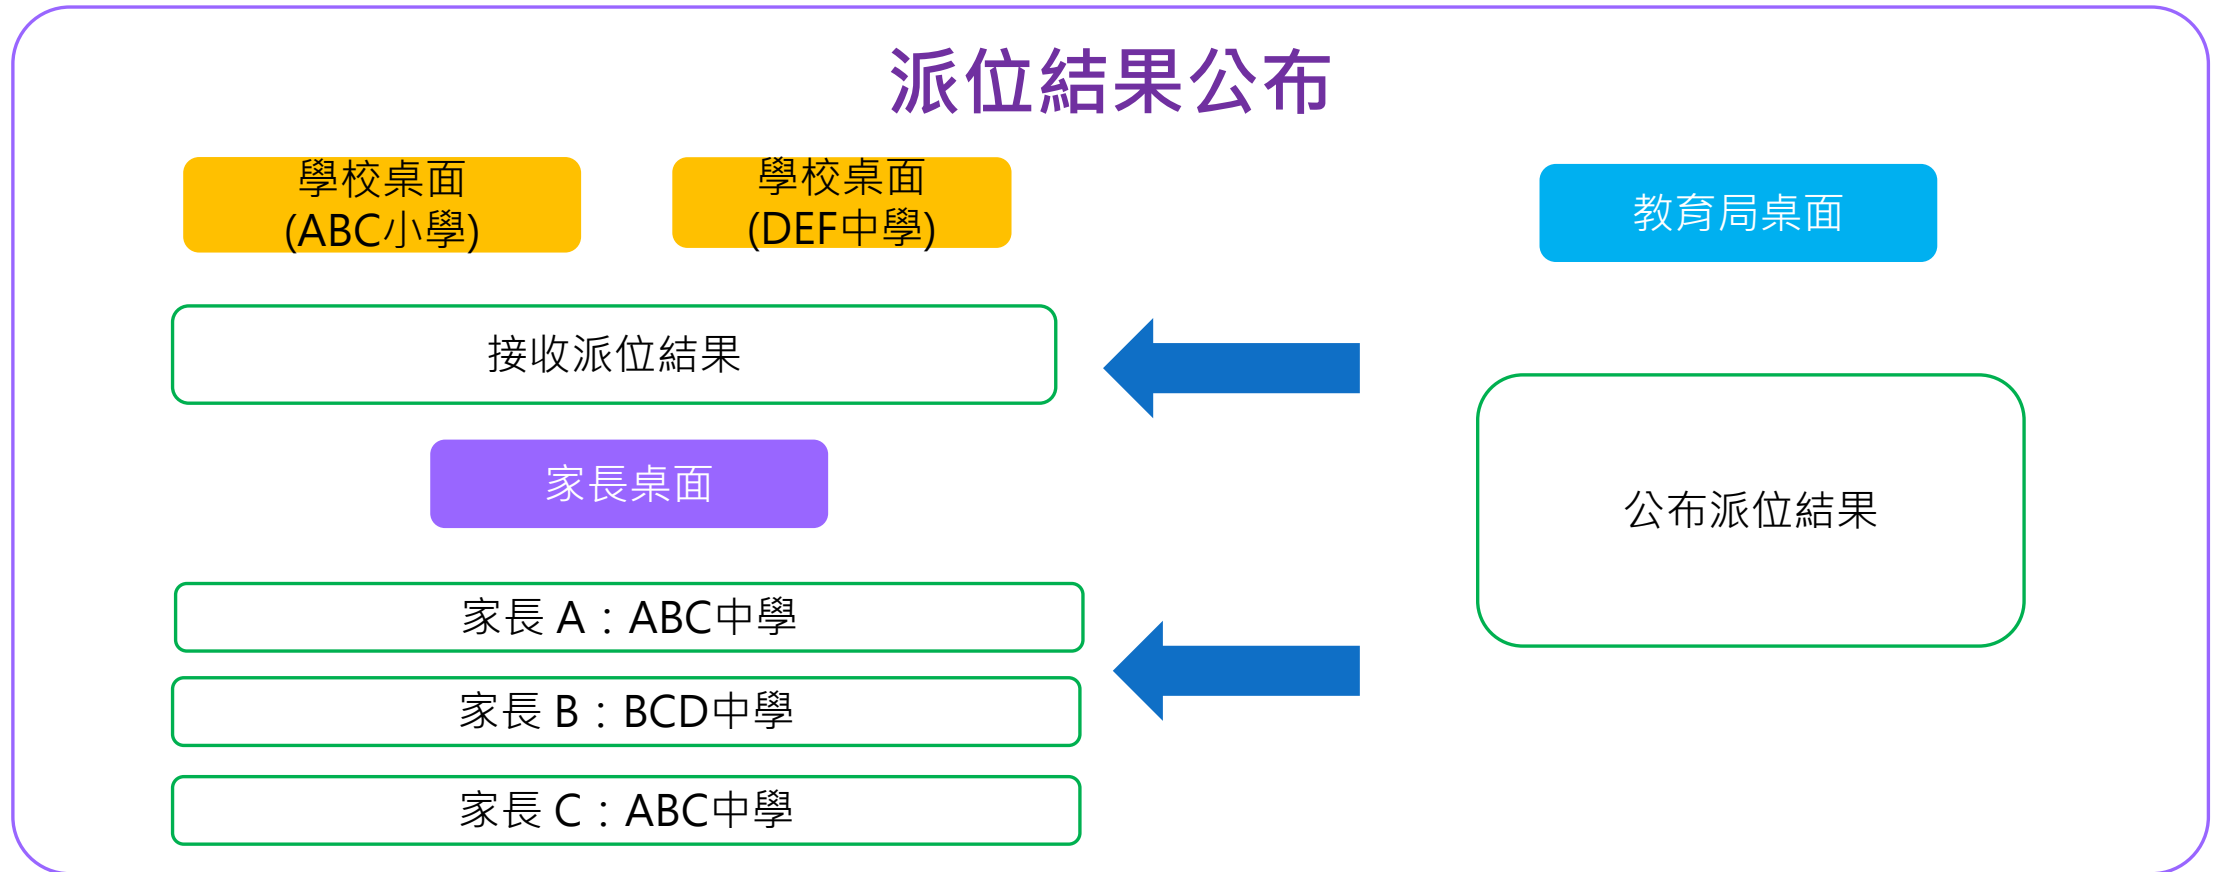 派位結果公布
學校桌面
(ABC小學)
學校桌面
(DEF中學)
教育局桌面
接收派位結果
家長桌面
公布派位結果
家長 A：ABC中學
家長 B：BCD中學
家長 C：ABC中學